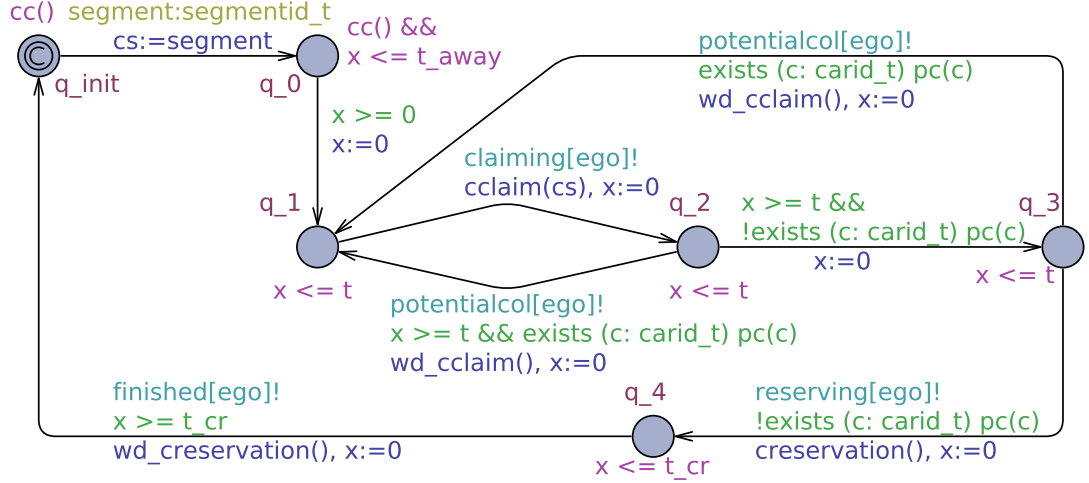 cc() segment:segmentid_t
cs:=segment
q_init
C
q_0
cc() &&
x <= t_away
x >= 0
x:=0
potentialcol[ego]!
exists (c: carid_t) pc(c)
wd_cclaim(), x:=0
claiming[ego]!
cclaim(cs), x:=0
q_1
x <= t
q_2
x <= t
x >= t &&
!exists (c: carid_t) pc(c)
x:=0
q_3
x <= t
potentialcol[ego]!
x >= t && exists (c: carid_t) pc(c)
wd_cclaim(), x:=0
finished[ego]!
x >= t_cr
wd_creservation(), x:=0
q_4
x <= t_cr
reserving[ego]!
!exists (c: carid_t) pc(c)
creservation(), x:=0